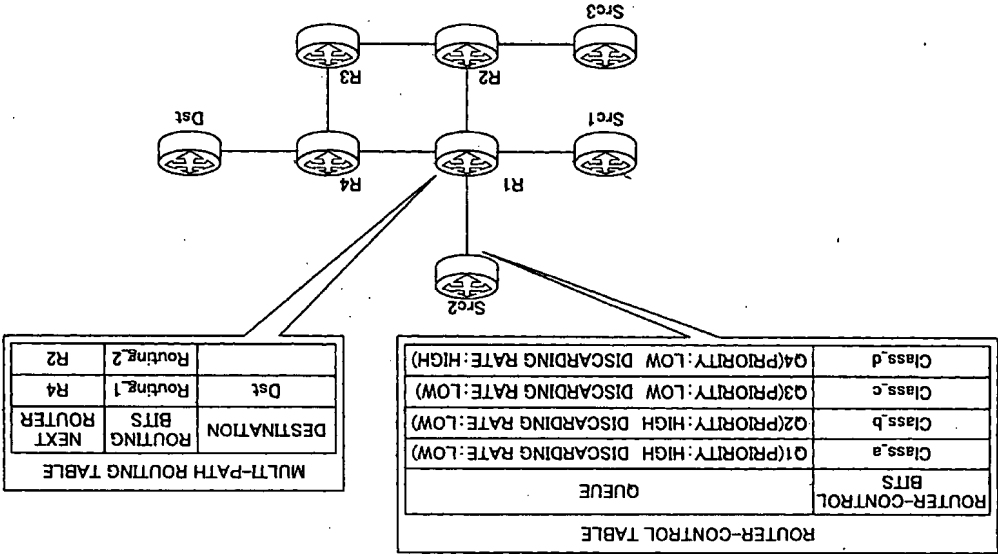 ROUTER-CONTROL TABLE
ROUTER-CONTROL
BITS
QUEUE
Class_a Q1(PRIORITY:HIGH DISCARDING RATE:LOW)
Class_b Q2(PRIORITY:HIGH DISCARDING RATE:LOW)
Class_c Q3(PRIORITY:LOW DISCARDING RATE:LOW)
Class_d Q4(PRIORITY:LOW DISCARDING RATE:HIGH)
MULTI-PATH ROUTING TABLE
DESTINATION
ROUTING
BITS
NEXT
ROUTER
Dst Routing_1 R4
Routing_2 R2
Src2
R1
R4
Src1
Dst
R2
R3
Src3